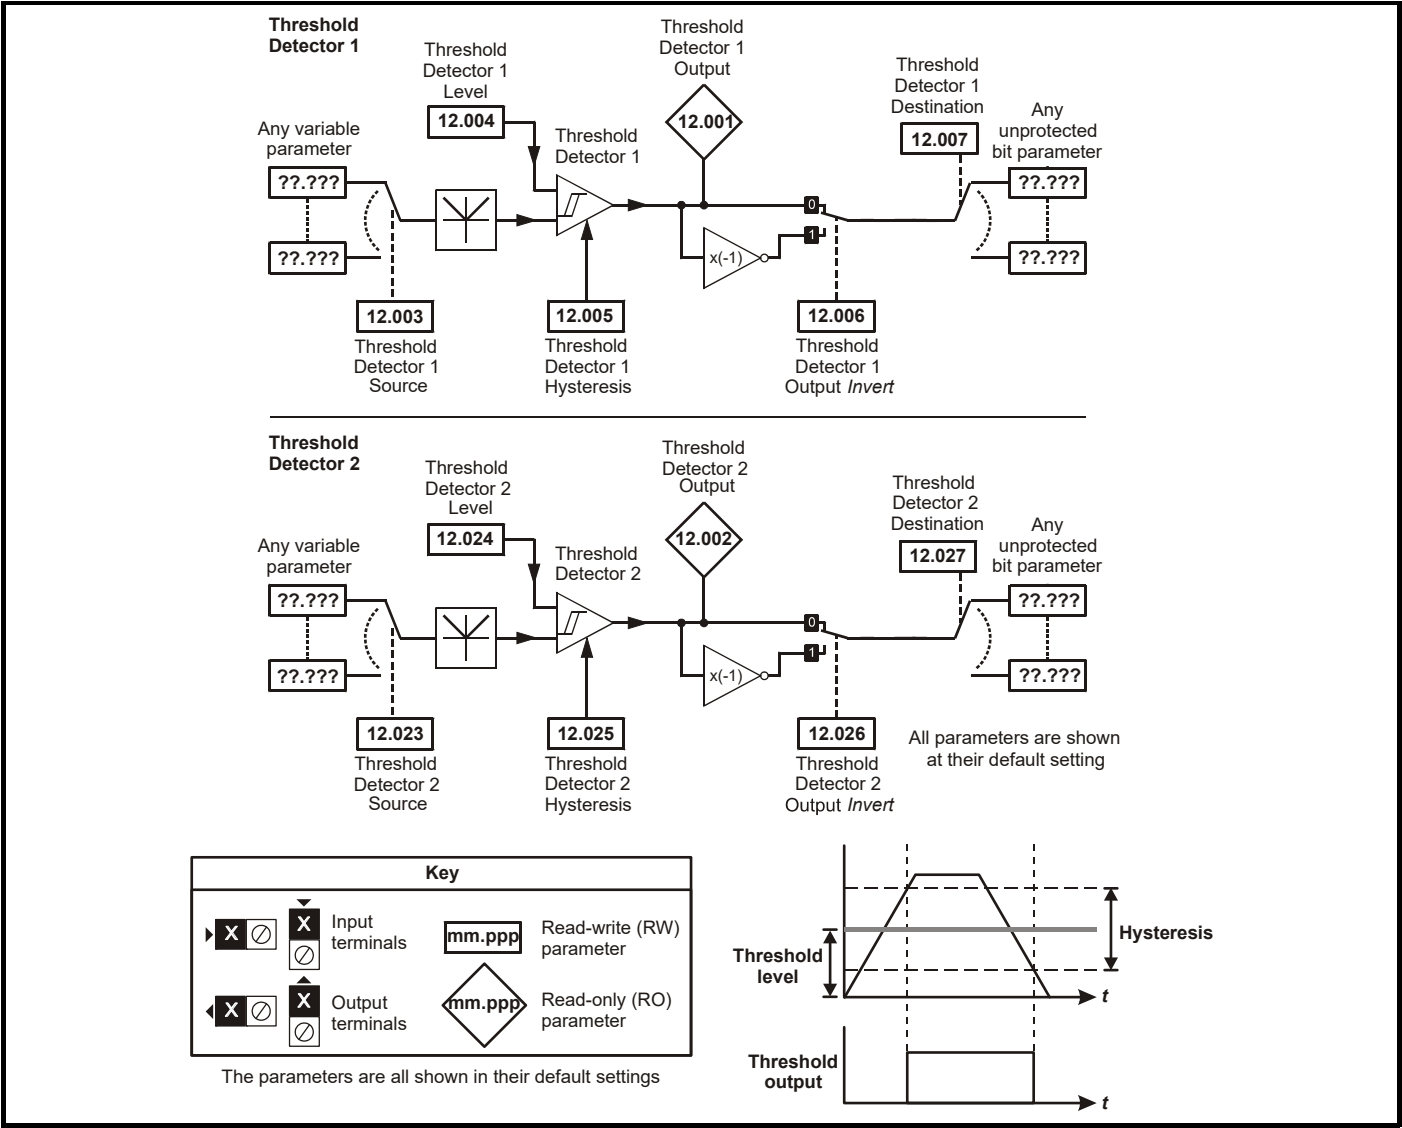 Threshold
Detector 1
Threshold
Detector 1
Level
12.004
Threshold
Detector 1
Output
12.001
Threshold
Detector 1
Destination
12.007
Any
unprotected
bit parameter
??.???
??.???
Any variable
parameter
??.???
??.???
Threshold
Detector 1
0
1
x(-1)
12.003
Threshold
Detector 1
Source
12.005
Threshold
Detector 1
Hysteresis
12.006
Threshold
Detector 1
Output Invert
Threshold
Detector 2
Threshold
Detector 2
Level
12.024
Threshold
Detector 2
Output
12.002
Threshold
Detector 2
Destination
12.027
Any
unprotected
bit parameter
??.???
??.???
Any variable
parameter
??.???
??.???
Threshold
Detector 2
0
1
x(-1)
12.023
Threshold
Detector 2
Source
12.025
Threshold
Detector 2
Hysteresis
12.026
Threshold
Detector 2
Output Invert
All parameters are shown
at their default setting
Key
X
X
Input
terminals
mm.ppp
Read-write (RW)
parameter
X
X
Output
terminals
mm.ppp
Read-only (RO)
parameter
The parameters are all shown in their default settings
Threshold
level
Hysteresis
t
Threshold
output
t